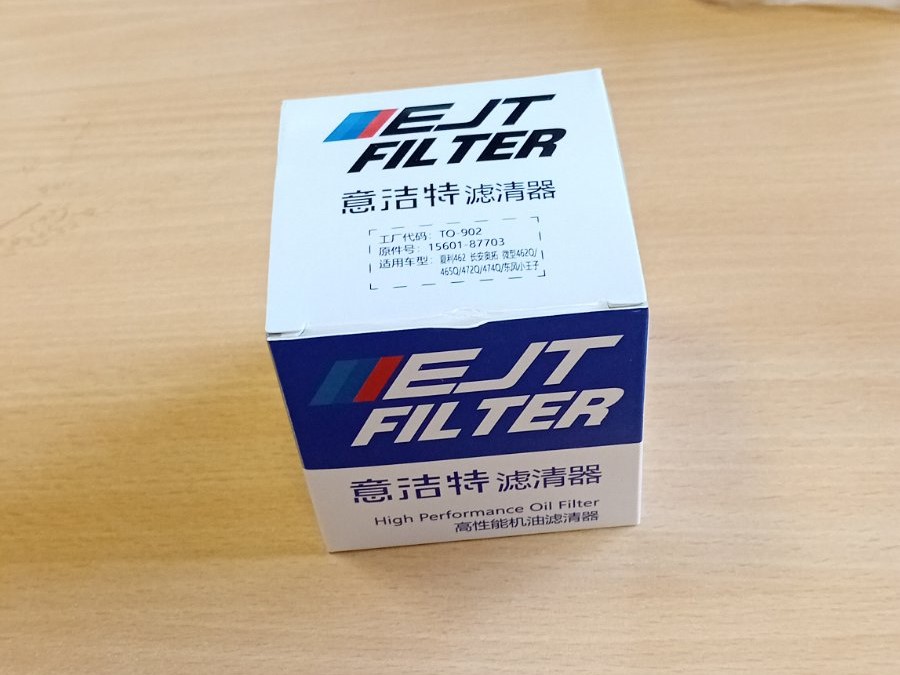 EJT
FILTER
意洁特滤清器
工厂代码：TO-902
原件号：15601-87703
适用车型：夏利462 长安奥拓 微型462Q/
465Q/472Q/474Q/东风小王子
EJT
FILTER
意洁特滤清器
High Performance Oil Filter
高性能机油滤清器